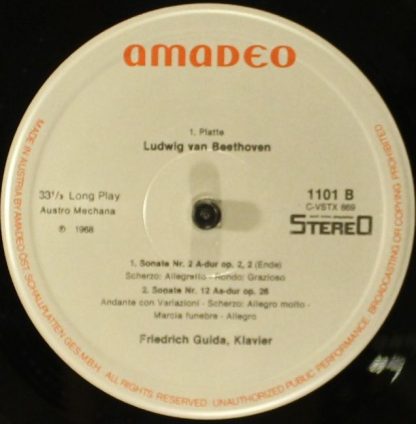 amadeo
1. Platte
Ludwig van Beethoven
33⅓ Long Play
Austro Mechana
℗ 1968
1101 B
C-VSTX 869
STEREO
1. Sonate Nr. 2 A-dur op. 2, 2 (Ende)
Scherzo: Allegretto - Rondo: Grazioso
2. Sonate Nr. 12 As-dur op. 26
Andante con Variazioni - Scherzo: Allegro molto -
Marcia funebre - Allegro
Friedrich Gulda, Klavier
MADE IN AUSTRIA BY AMADEO ÖST. SCHALLPLATTEN GES.M.B.H. ALL RIGHTS RESERVED · UNAUTHORIZED PUBLIC PERFORMANCE, BROADCASTING OR COPYING PROHIBITED